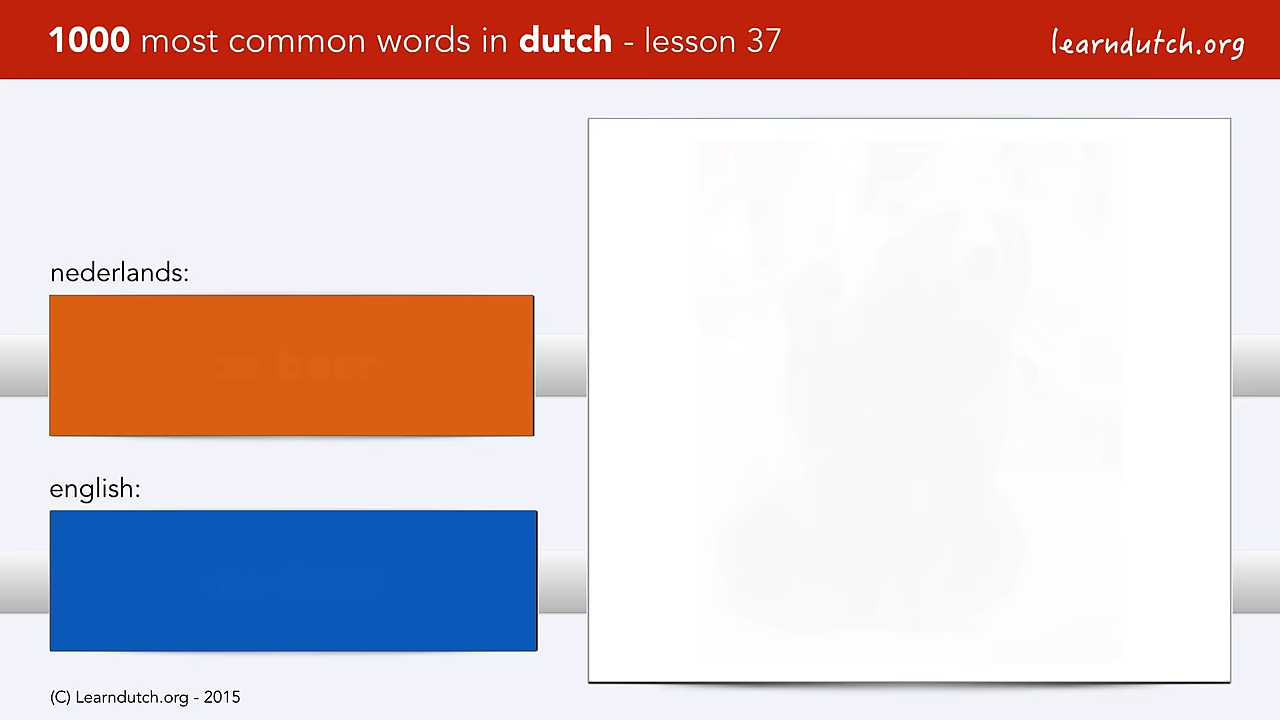 1000 most common words in dutch - lesson 37
learndutch.org
nederlands:
english:
(C) Learndutch.org - 2015